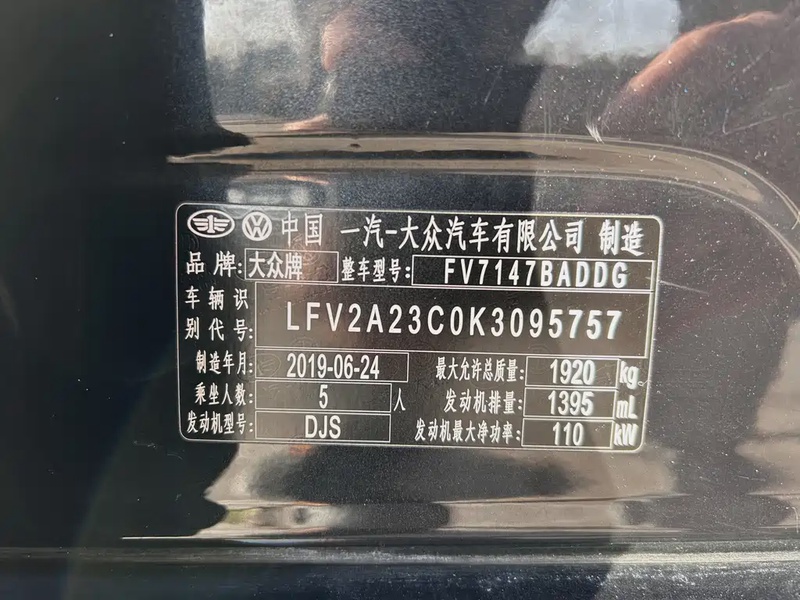 中国 一汽-大众汽车有限公司 制造
品牌: 大众牌 整车型号: FV7147BADDG
车辆识别代号: LFV2A23C0K3095757
制造年月: 2019-06-24 最大允许总质量: 1920 kg
乘坐人数: 5 人 发动机排量: 1395 mL
发动机型号: DJS 发动机最大净功率: 110 kW